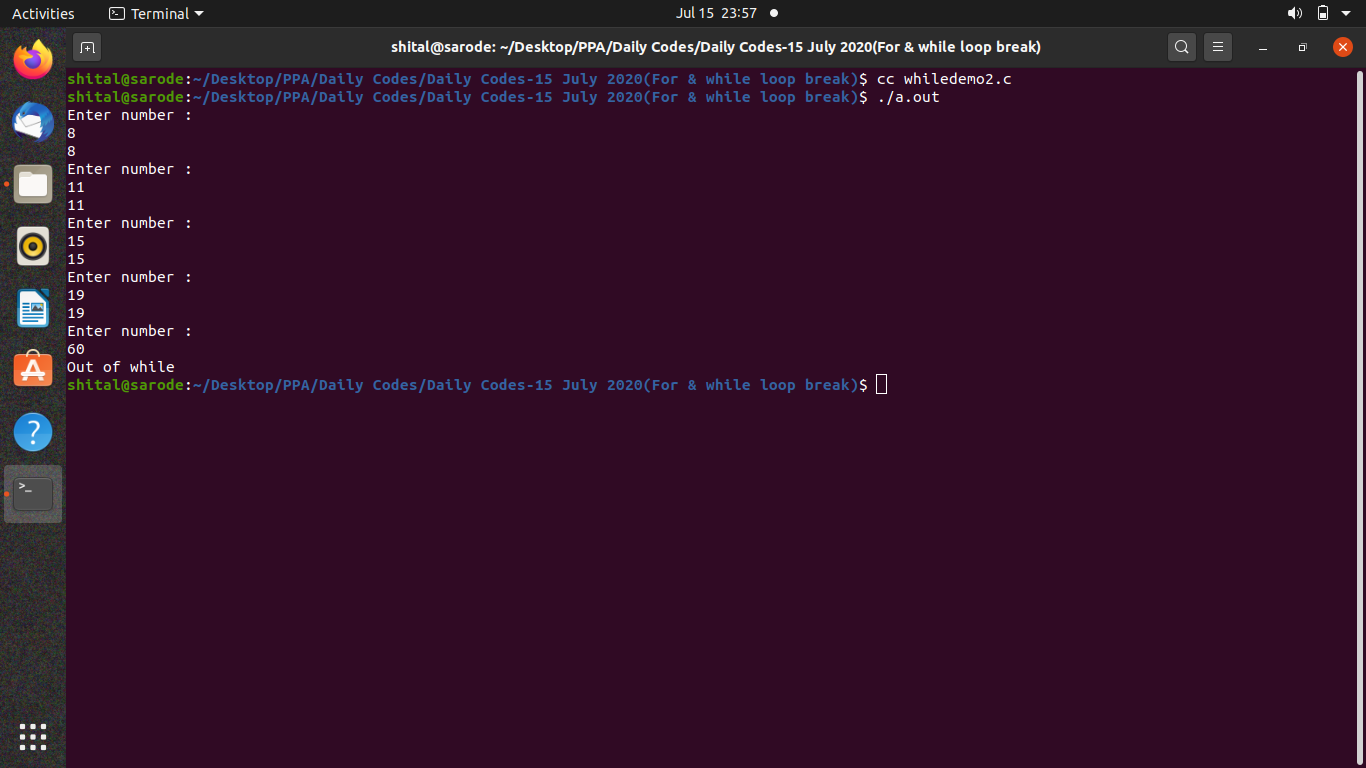 Activities Terminal Jul 15 23:57
shital@sarode: ~/Desktop/PPA/Daily Codes/Daily Codes-15 July 2020(For & while loop break)
shital@sarode:~/Desktop/PPA/Daily Codes/Daily Codes-15 July 2020(For & while loop break)$ cc whiledemo2.c
shital@sarode:~/Desktop/PPA/Daily Codes/Daily Codes-15 July 2020(For & while loop break)$ ./a.out
Enter number :
8
8
Enter number :
11
11
Enter number :
15
15
Enter number :
19
19
Enter number :
60
Out of while
shital@sarode:~/Desktop/PPA/Daily Codes/Daily Codes-15 July 2020(For & while loop break)$